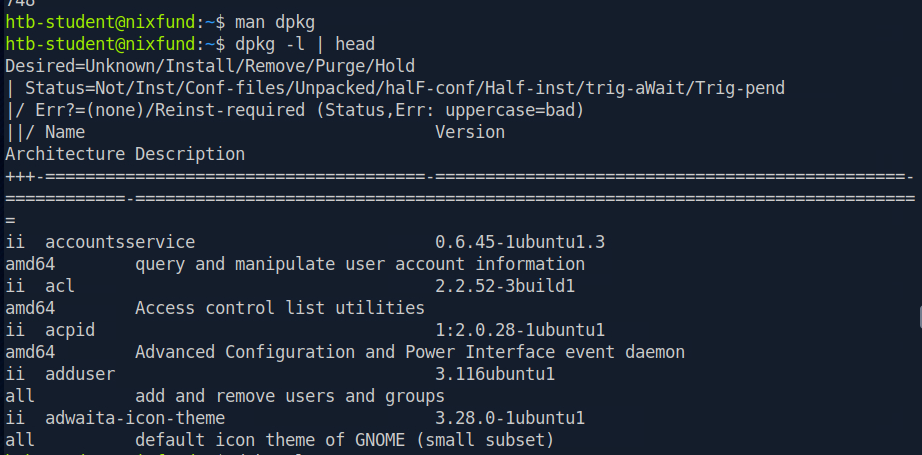 748
htb-student@nixfund:~$ man dpkg
htb-student@nixfund:~$ dpkg -l | head
Desired=Unknown/Install/Remove/Purge/Hold
| Status=Not/Inst/Conf-files/Unpacked/halF-conf/Half-inst/trig-aWait/Trig-pend
|/ Err?=(none)/Reinst-required (Status,Err: uppercase=bad)
||/ Name                                   Version
Architecture Description
+++-======================================-===============================================-
============-==============================================================================
=
ii  accountsservice                        0.6.45-1ubuntu1.3
amd64        query and manipulate user account information
ii  acl                                    2.2.52-3build1
amd64        Access control list utilities
ii  acpid                                  1:2.0.28-1ubuntu1
amd64        Advanced Configuration and Power Interface event daemon
ii  adduser                                3.116ubuntu1
all          add and remove users and groups
ii  adwaita-icon-theme                     3.28.0-1ubuntu1
all          default icon theme of GNOME (small subset)